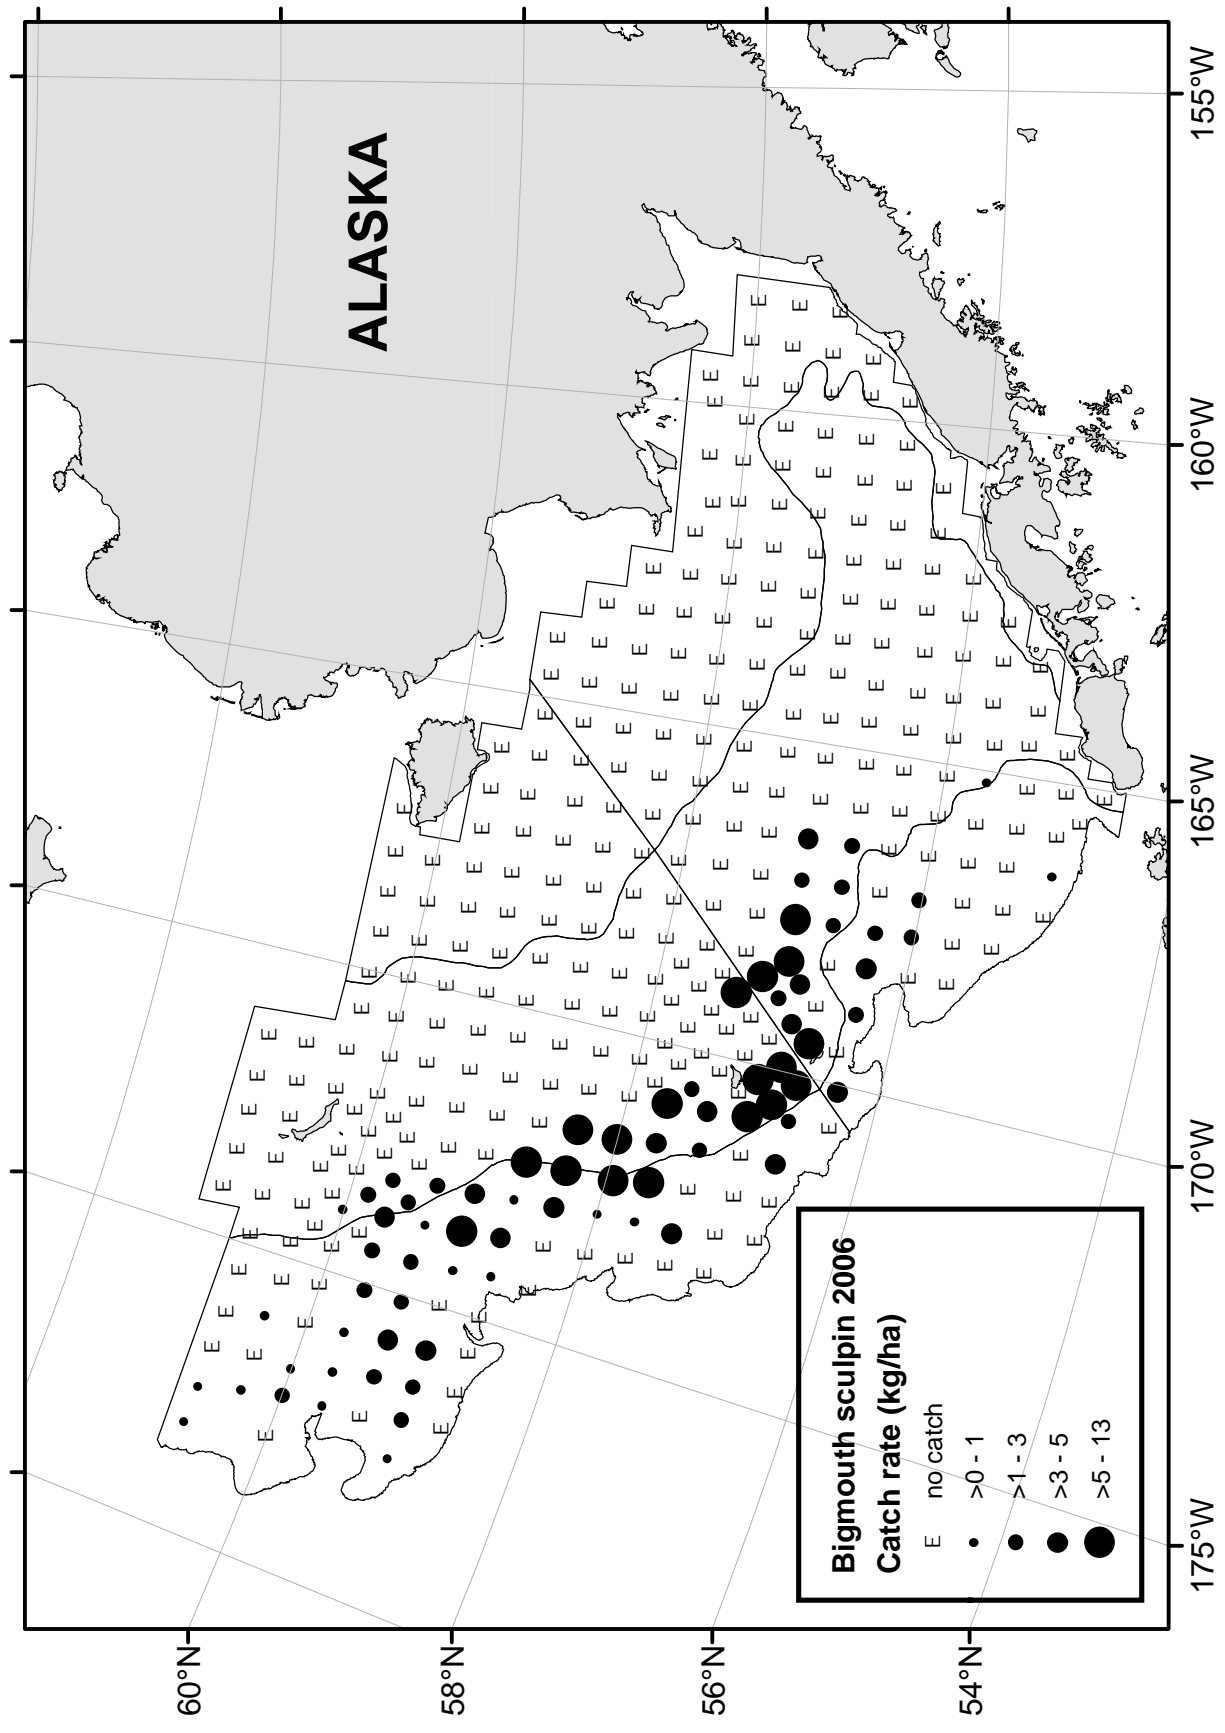 ALASKA
60°N
58°N
56°N
54°N
175°W
170°W
165°W
160°W
155°W
Bigmouth sculpin 2006
Catch rate (kg/ha)
E no catch
>0 - 1
>1 - 3
>3 - 5
>5 - 13